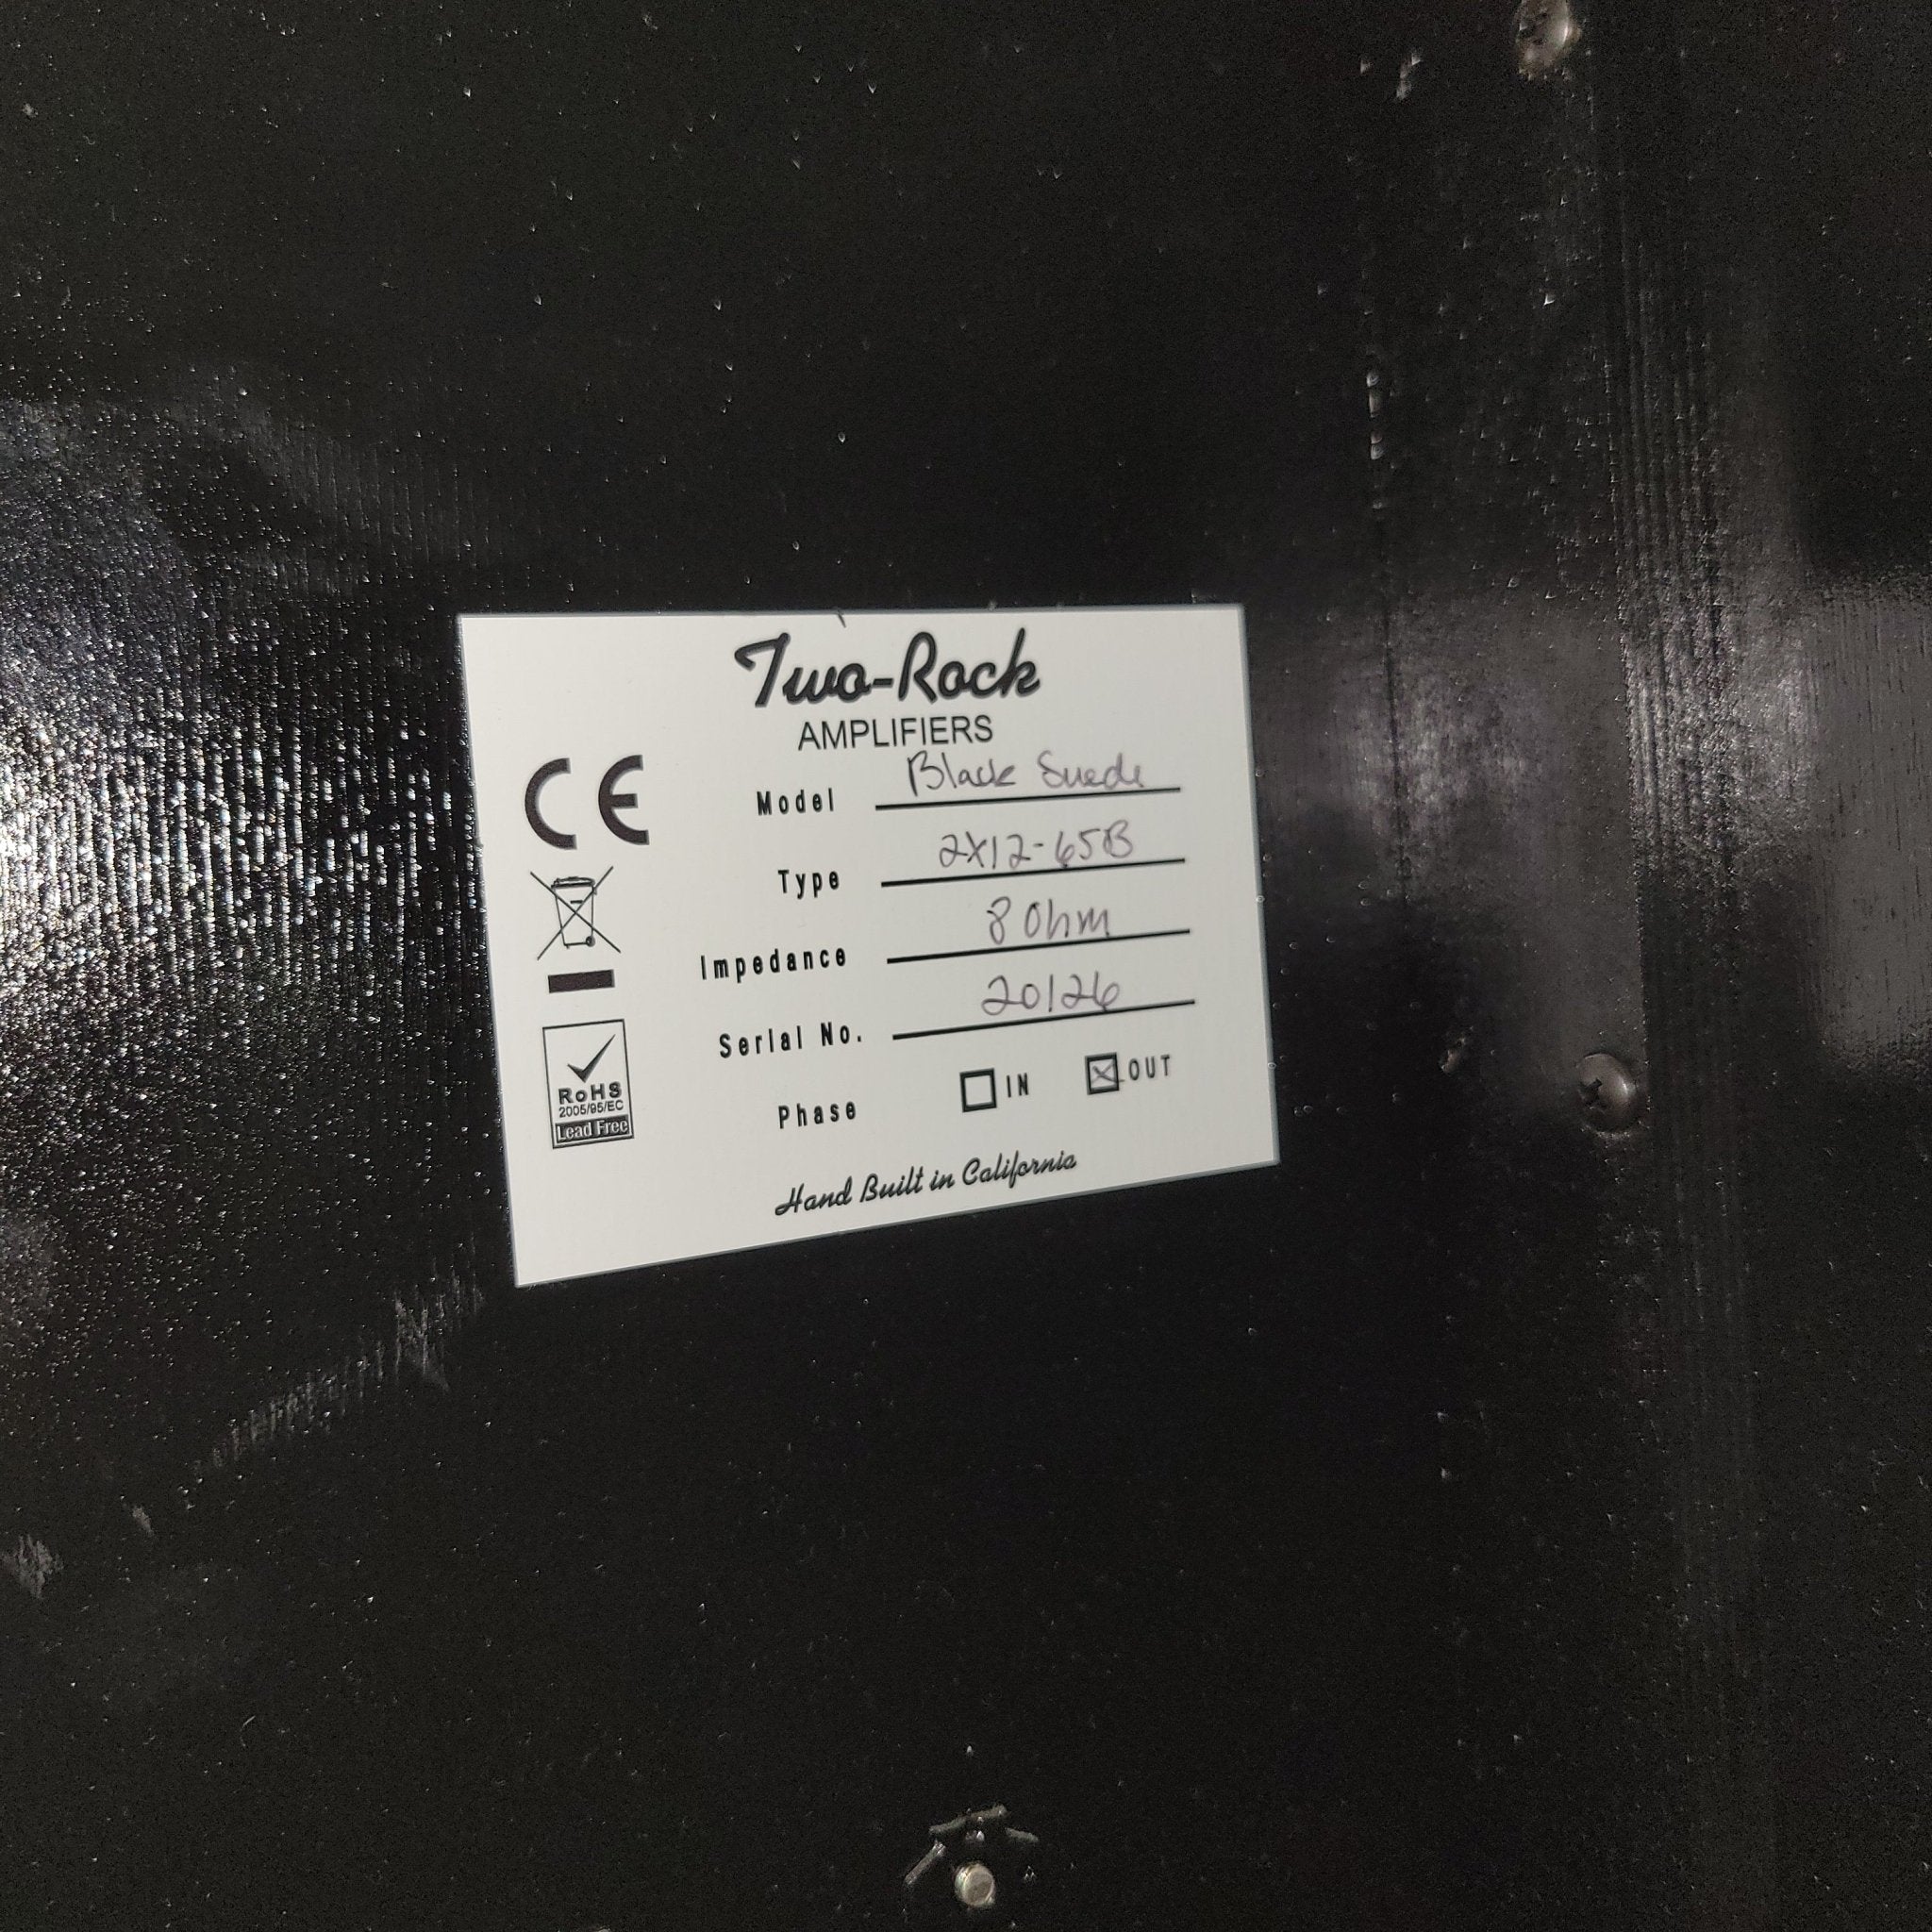 Two-Rock
AMPLIFIERS
CE
Model Black Suede
Type 2X12-65B
Impedance 8 Ohm
Serial No. 20126
Phase IN OUT
RoHS
2005/95/EC
Lead Free
Hand Built in California